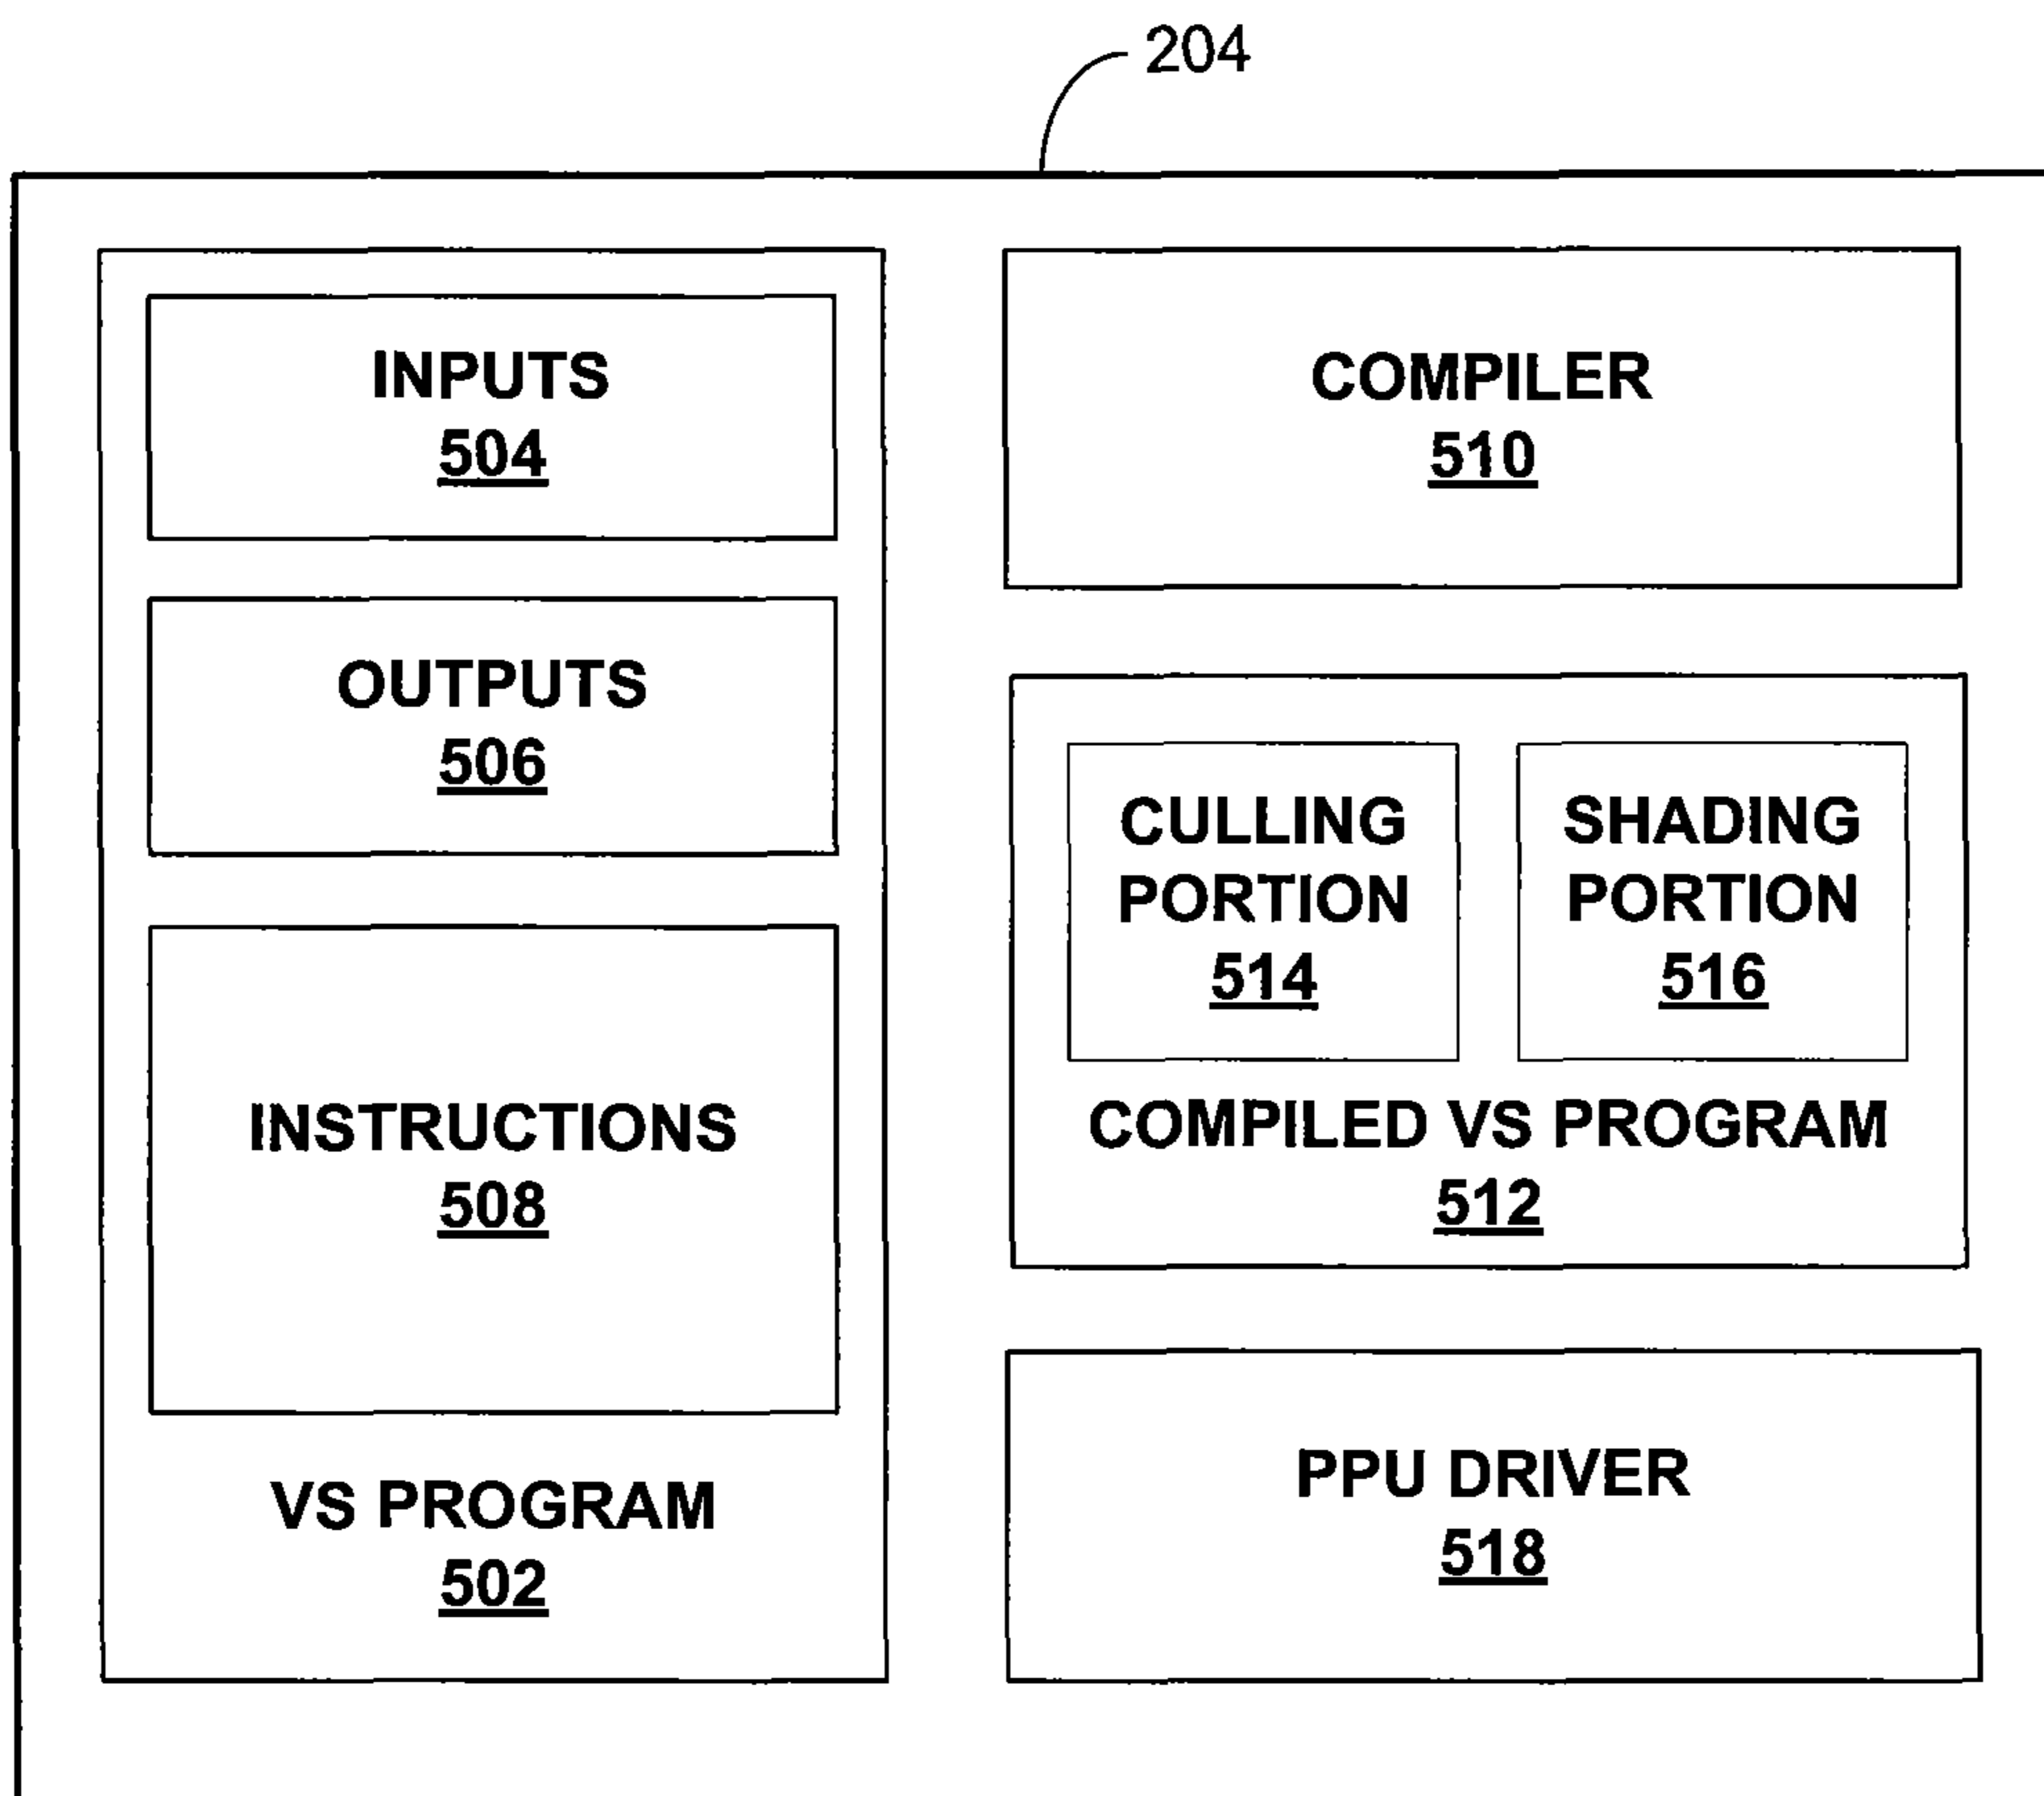 204
INPUTS
504
OUTPUTS
506
INSTRUCTIONS
508
VS PROGRAM
502
COMPILER
510
CULLING
PORTION
514
SHADING
PORTION
516
COMPILED VS PROGRAM
512
PPU DRIVER
518